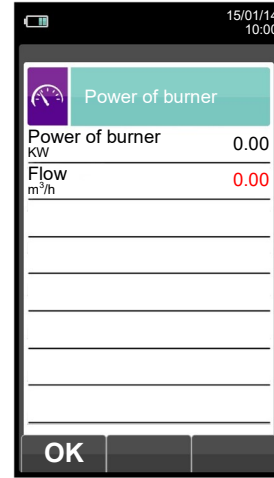 15/01/14
10:00
Power of burner
Power of burner 0.00
KW
Flow 0.00
m³/h
OK